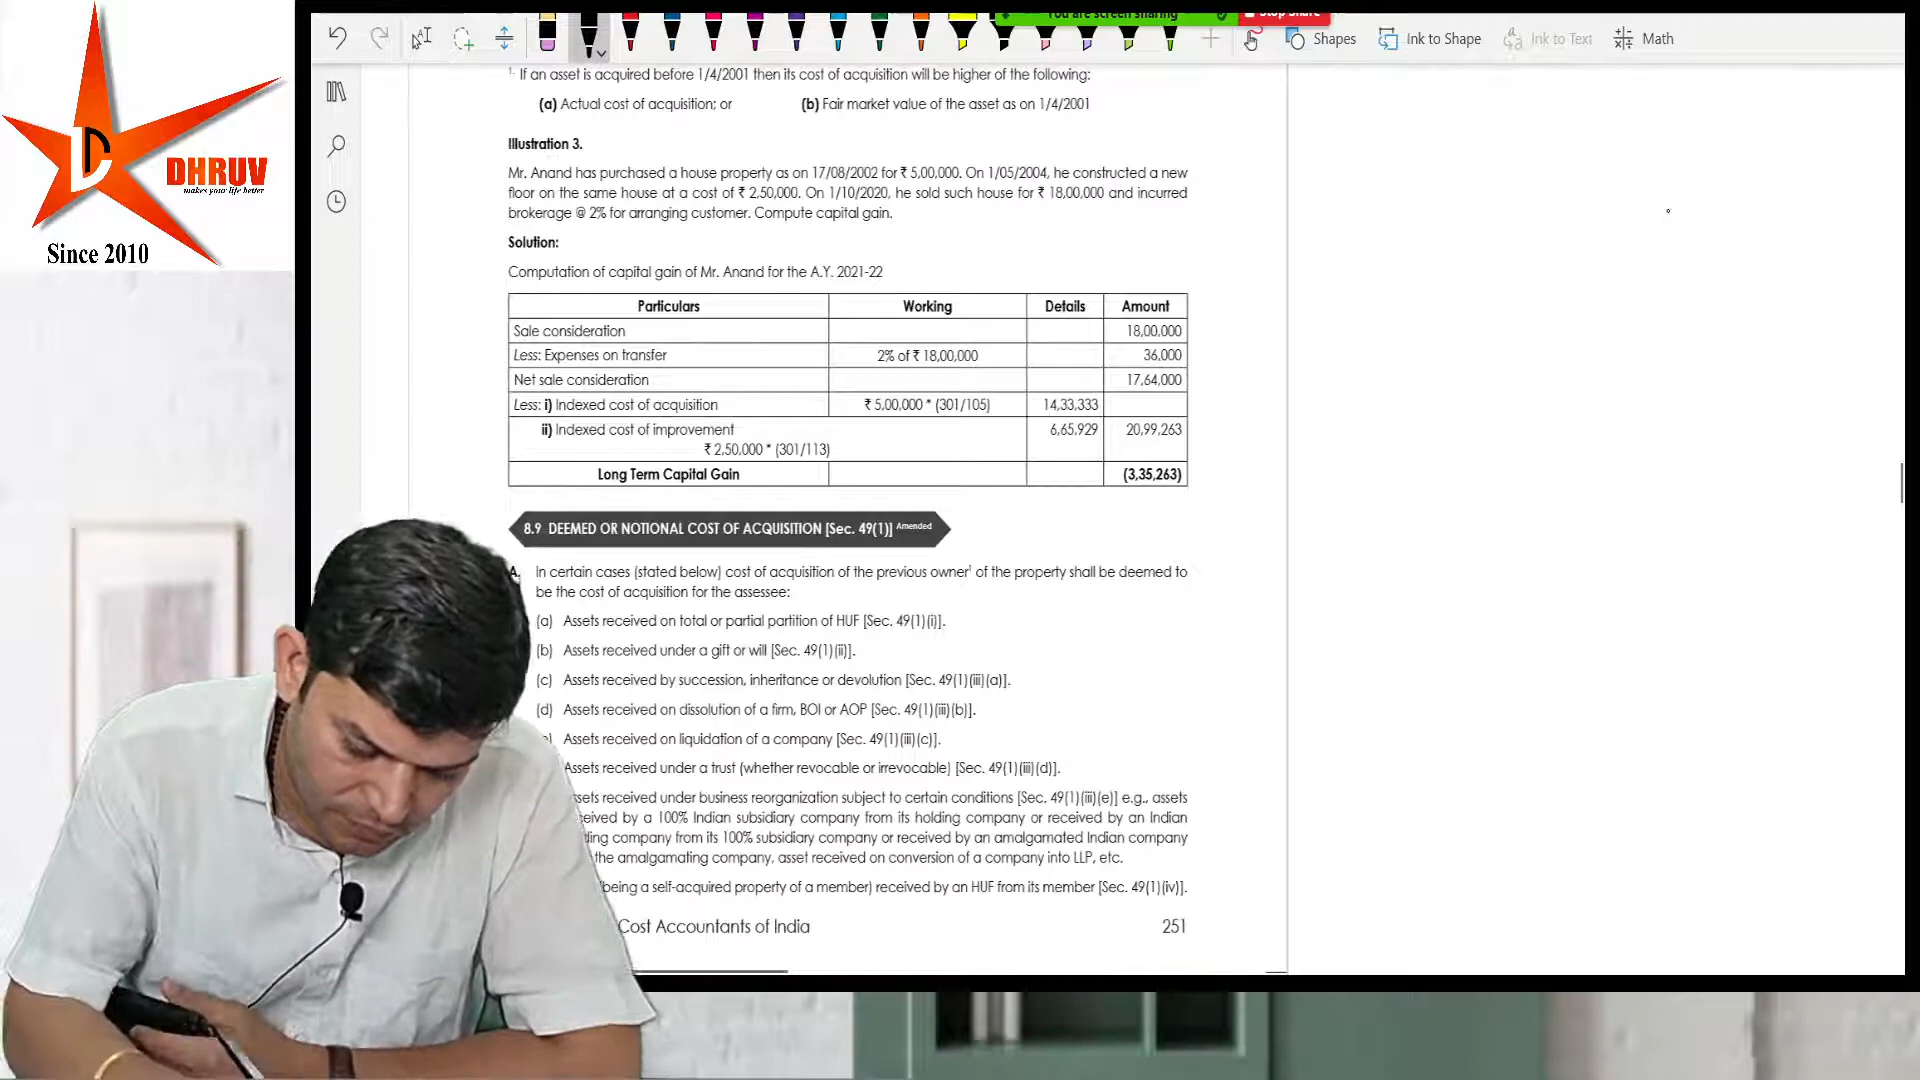 You are screen sharing
Stop Share
Shapes
Ink to Shape
Ink to Text
Math
DC
DHRUV
makes your life better
Since 2010
1. If an asset is acquired before 1/4/2001 then its cost of acquisition will be higher of the following:
(a) Actual cost of acquisition; or (b) Fair market value of the asset as on 1/4/2001
Illustration 3.
Mr. Anand has purchased a house property as on 17/08/2002 for ₹ 5,00,000. On 1/05/2004, he constructed a new
floor on the same house at a cost of ₹ 2,50,000. On 1/10/2020, he sold such house for ₹ 18,00,000 and incurred
brokerage @ 2% for arranging customer. Compute capital gain.
Solution:
Computation of capital gain of Mr. Anand for the A.Y. 2021-22
Particulars Working Details Amount
Sale consideration 18,00,000
Less: Expenses on transfer 2% of ₹ 18,00,000 36,000
Net sale consideration 17,64,000
Less: i) Indexed cost of acquisition ₹ 5,00,000 * (301/105) 14,33,333
ii) Indexed cost of improvement 6,65,929 20,99,263
₹ 2,50,000 * (301/113)
Long Term Capital Gain (3,35,263)
8.9 DEEMED OR NOTIONAL COST OF ACQUISITION [Sec. 49(1)] Amended
A. In certain cases (stated below) cost of acquisition of the previous owner1 of the property shall be deemed to
be the cost of acquisition for the assessee:
(a) Assets received on total or partial partition of HUF [Sec. 49(1)(i)].
(b) Assets received under a gift or will [Sec. 49(1)(ii)].
(c) Assets received by succession, inheritance or devolution [Sec. 49(1)(iii)(a)].
(d) Assets received on dissolution of a firm, BOI or AOP [Sec. 49(1)(iii)(b)].
Assets received on liquidation of a company [Sec. 49(1)(iii)(c)].
Assets received under a trust (whether revocable or irrevocable) [Sec. 49(1)(iii)(d)].
received under business reorganization subject to certain conditions [Sec. 49(1)(iii)(e)] e.g., assets
by a 100% Indian subsidiary company from its holding company or received by an Indian
company from its 100% subsidiary company or received by an amalgamated Indian company
the amalgamating company, asset received on conversion of a company into LLP, etc.
(being a self-acquired property of a member) received by an HUF from its member [Sec. 49(1)(iv)].
Cost Accountants of India 251